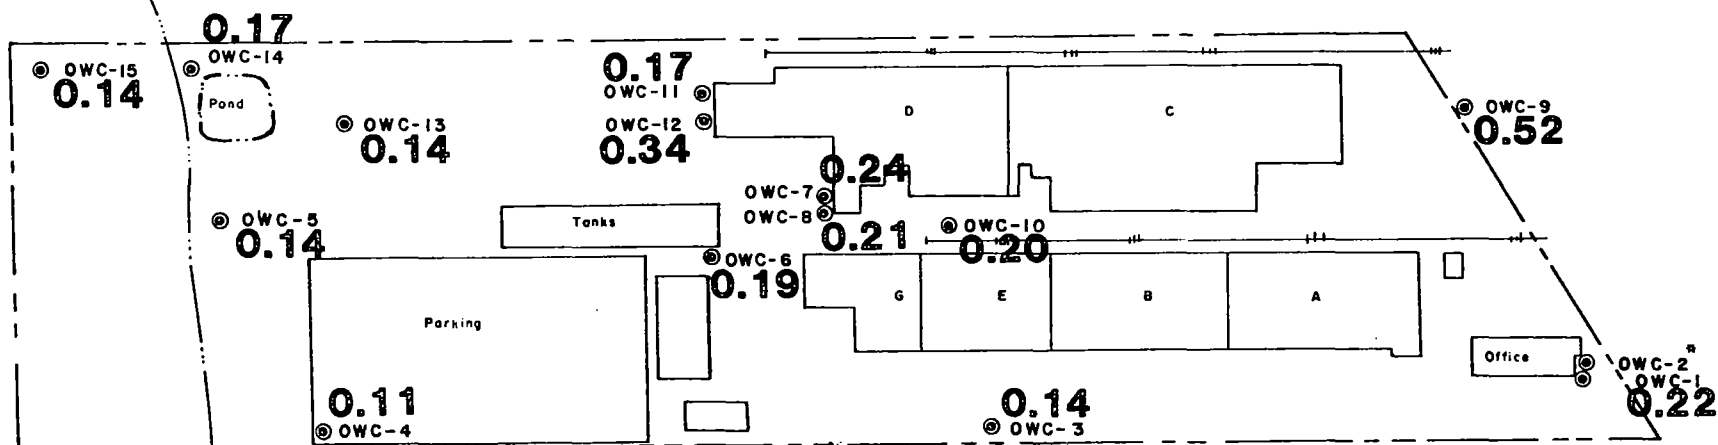 0.17
OWC-14
OWC-15
0.14
Pond
OWC-13
0.14
OWC-5
0.14
0.17
OWC-11
OWC-12
0.34
D
C
OWC-9
0.52
0.24
OWC-7
OWC-8
0.21
Tanks
OWC-10
0.20
OWC-6
0.19
G
E
B
A
Parking
Office
OWC-2*
OWC-1
0.22
0.11
OWC-4
0.14
OWC-3